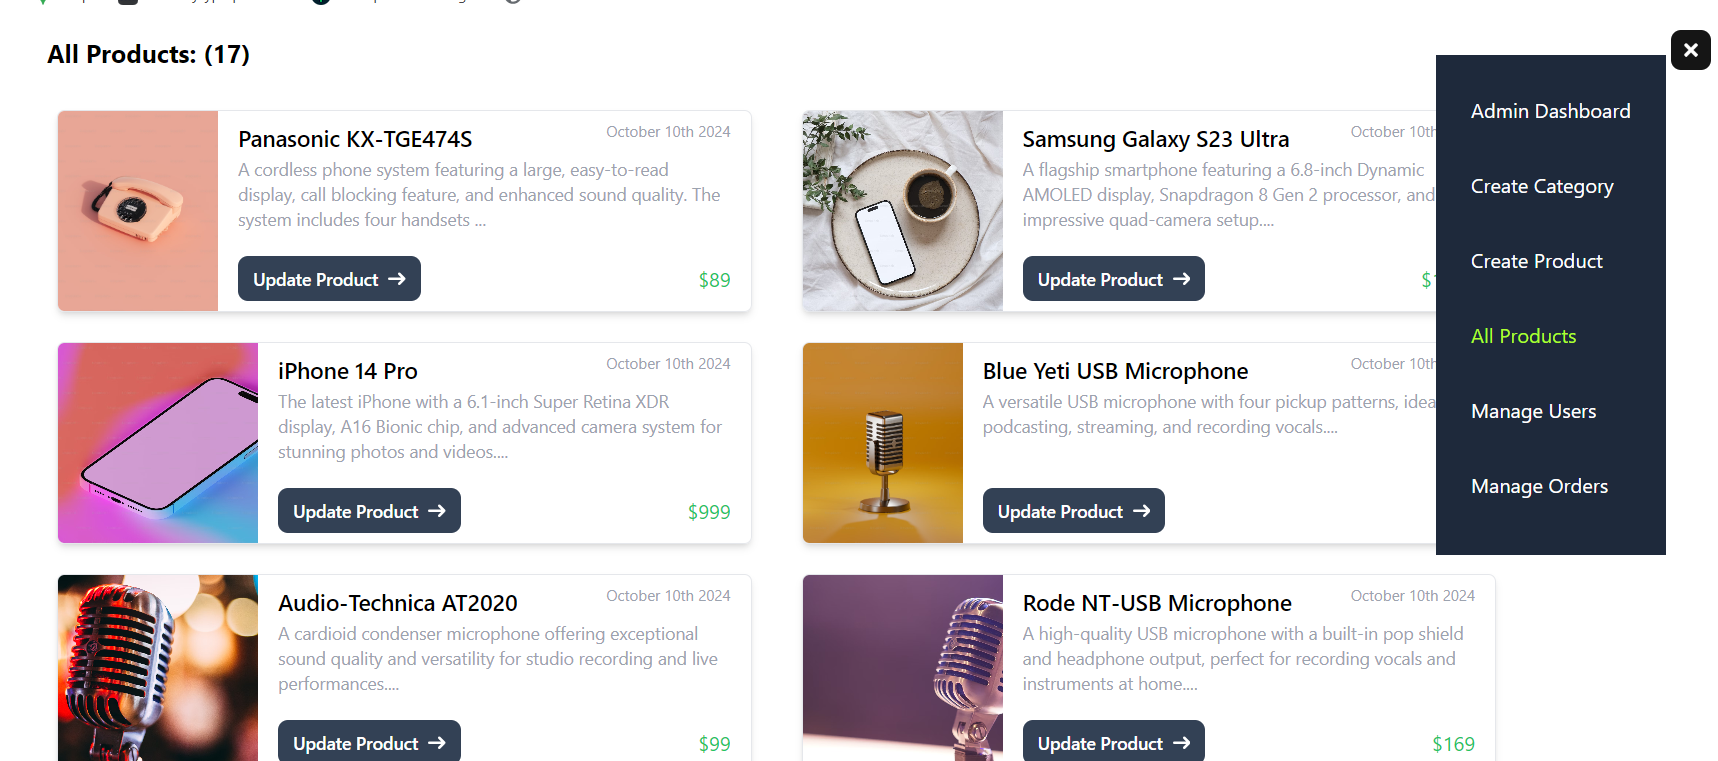 All Products: (17)
Panasonic KX-TGE474S
October 10th 2024
A cordless phone system featuring a large, easy-to-read
display, call blocking feature, and enhanced sound quality. The
system includes four handsets ...
Update Product →
$89
Samsung Galaxy S23 Ultra
October 10th
A flagship smartphone featuring a 6.8-inch Dynamic
AMOLED display, Snapdragon 8 Gen 2 processor, and
impressive quad-camera setup....
Update Product →
iPhone 14 Pro
October 10th 2024
The latest iPhone with a 6.1-inch Super Retina XDR
display, A16 Bionic chip, and advanced camera system for
stunning photos and videos....
Update Product →
$999
Blue Yeti USB Microphone
October 10th
A versatile USB microphone with four pickup patterns,
podcasting, streaming, and recording vocals....
Update Product →
Audio-Technica AT2020
October 10th 2024
A cardioid condenser microphone offering exceptional
sound quality and versatility for studio recording and live
performances....
Update Product →
$99
Rode NT-USB Microphone
October 10th 2024
A high-quality USB microphone with a built-in pop shield
and headphone output, perfect for recording vocals and
instruments at home....
Update Product →
$169
Admin Dashboard
Create Category
Create Product
All Products
Manage Users
Manage Orders